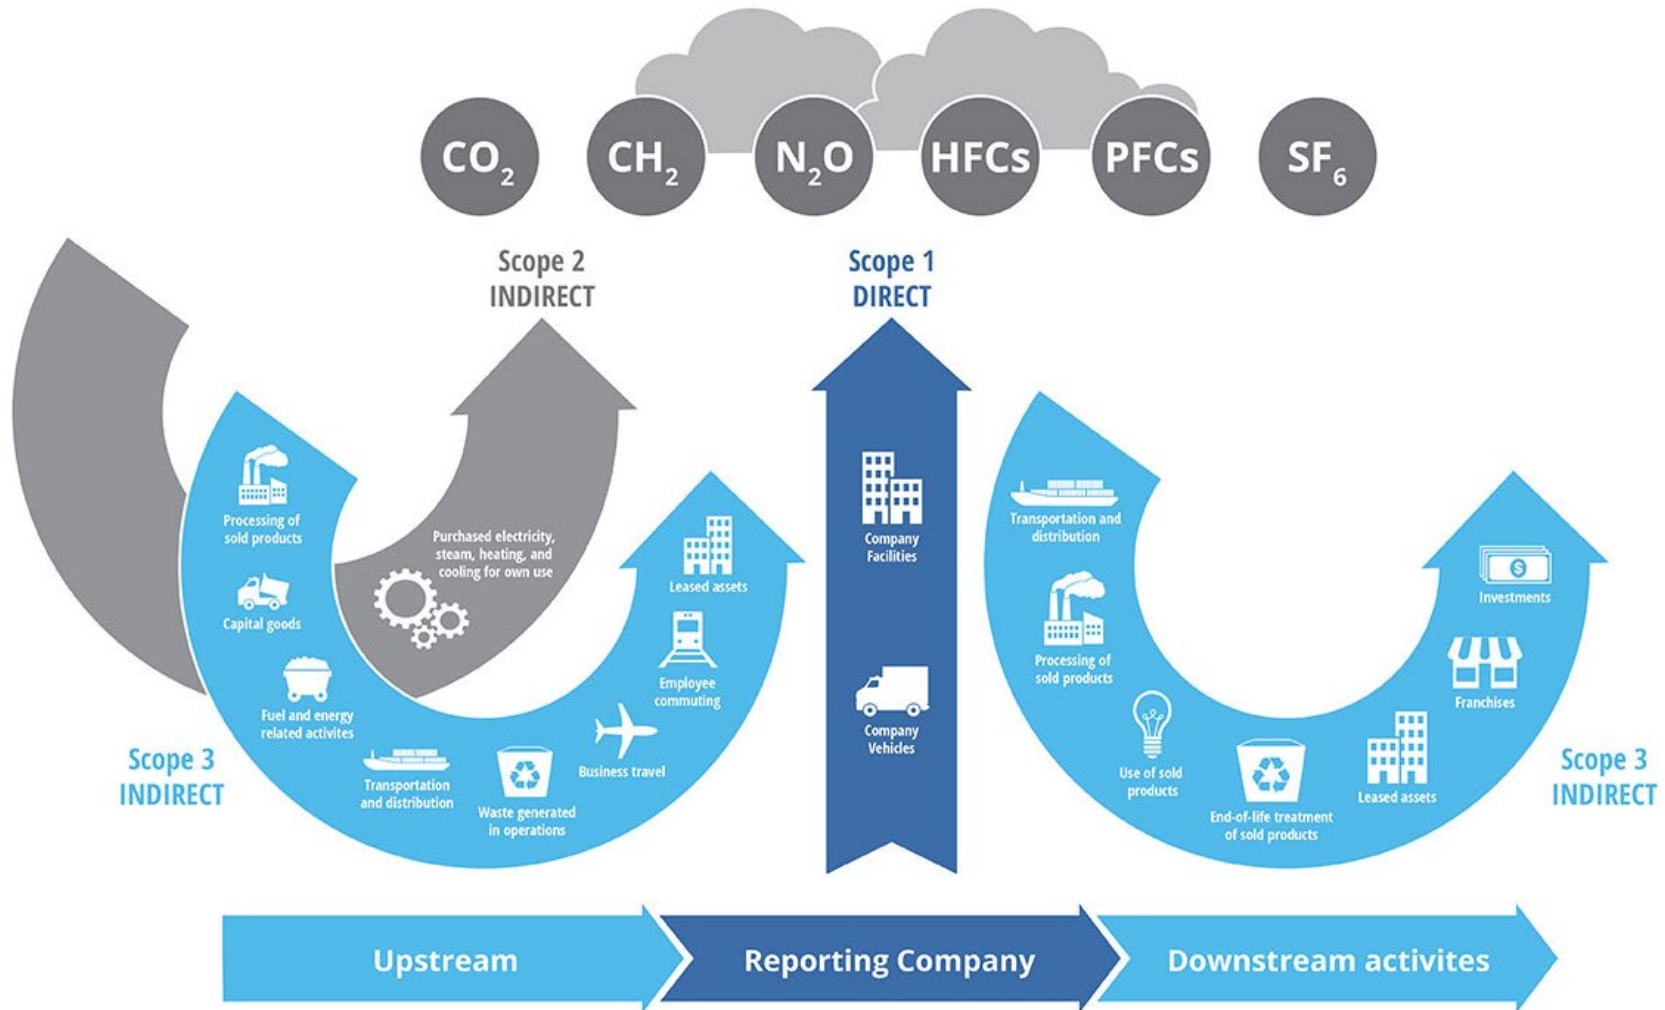 CO₂
CH₂
N₂O
HFCs
PFCs
SF₆
Scope 2
INDIRECT
Scope 1
DIRECT
Processing of
sold products
Capital goods
Fuel and energy
related activites
Transportation
and distribution
Waste generated
in operations
Business travel
Employee
commuting
Leased assets
Purchased electricity,
steam, heating, and
cooling for own use
Scope 3
INDIRECT
Company
Facilities
Company
Vehicles
Transportation and
distribution
Processing of
sold products
Use of sold
products
End-of-life treatment
of sold products
Leased assets
Franchises
Investments
$
Scope 3
INDIRECT
Upstream
Reporting Company
Downstream activites